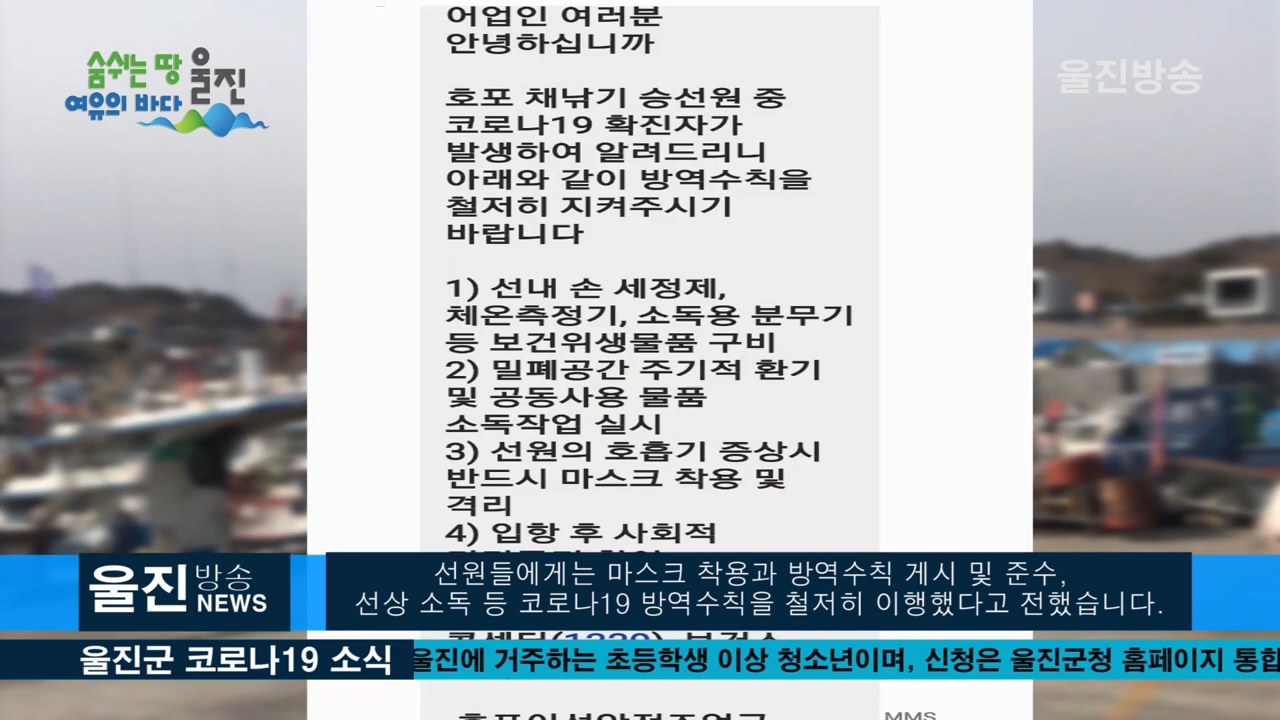 숨쉬는 땅
여유의 바다
울진
울진방송
어업인 여러분
안녕하십니까
호포 채낚기 승선원 중
코로나19 확진자가
발생하여 알려드리니
아래와 같이 방역수칙을
철저히 지켜주시기
바랍니다
1) 선내 손 세정제,
체온측정기, 소독용 분무기
등 보건위생물품 구비
2) 밀폐공간 주기적 환기
및 공동사용 물품
소독작업 실시
3) 선원의 호흡기 증상시
반드시 마스크 착용 및
격리
4) 입항 후 사회적
울진 방송
NEWS
선원들에게는 마스크 착용과 방역수칙 게시 및 준수,
선상 소독 등 코로나19 방역수칙을 철저히 이행했다고 전했습니다.
울진군 코로나19 소식
울진에 거주하는 초등학생 이상 청소년이며, 신청은 울진군청 홈페이지 통합
MMS